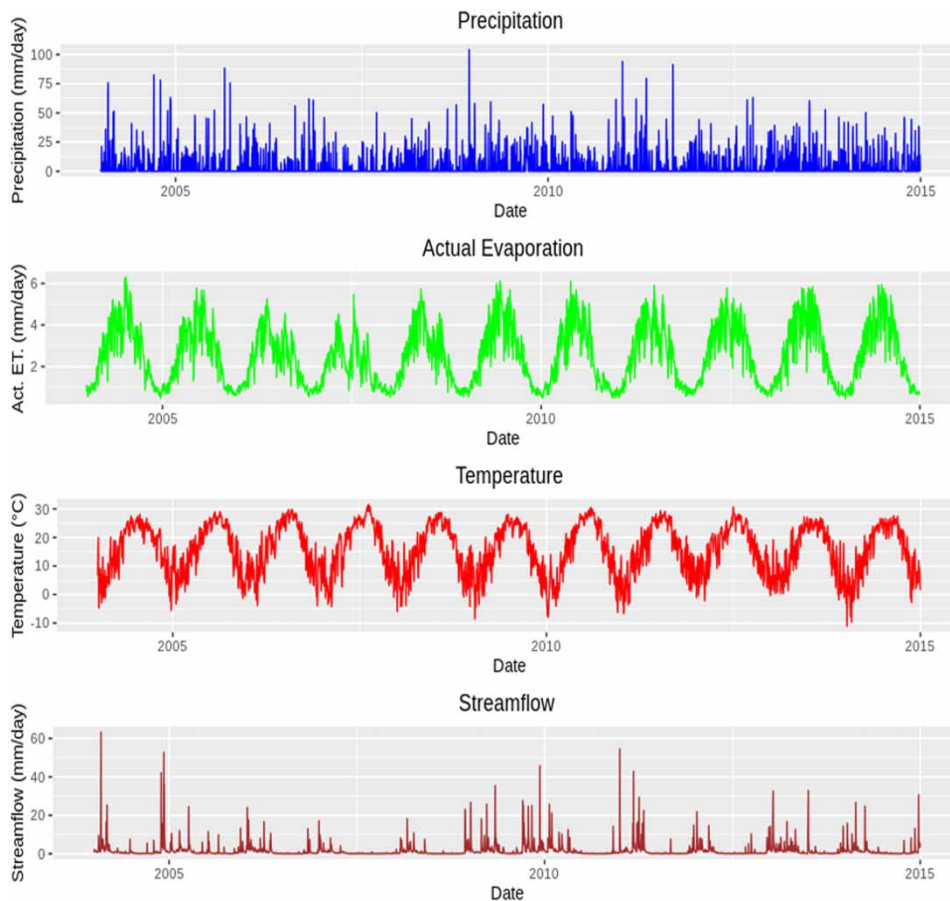 Precipitation
Precipitation (mm/day)
100
75
50
25
0
2005
2010
2015
Date
Actual Evaporation
Act. ET. (mm/day)
6
4
2
2005
2010
2015
Date
Temperature
Temperature (°C)
30
20
10
0
-10
2005
2010
2015
Date
Streamflow
Streamflow (mm/day)
60
40
20
0
2005
2010
2015
Date